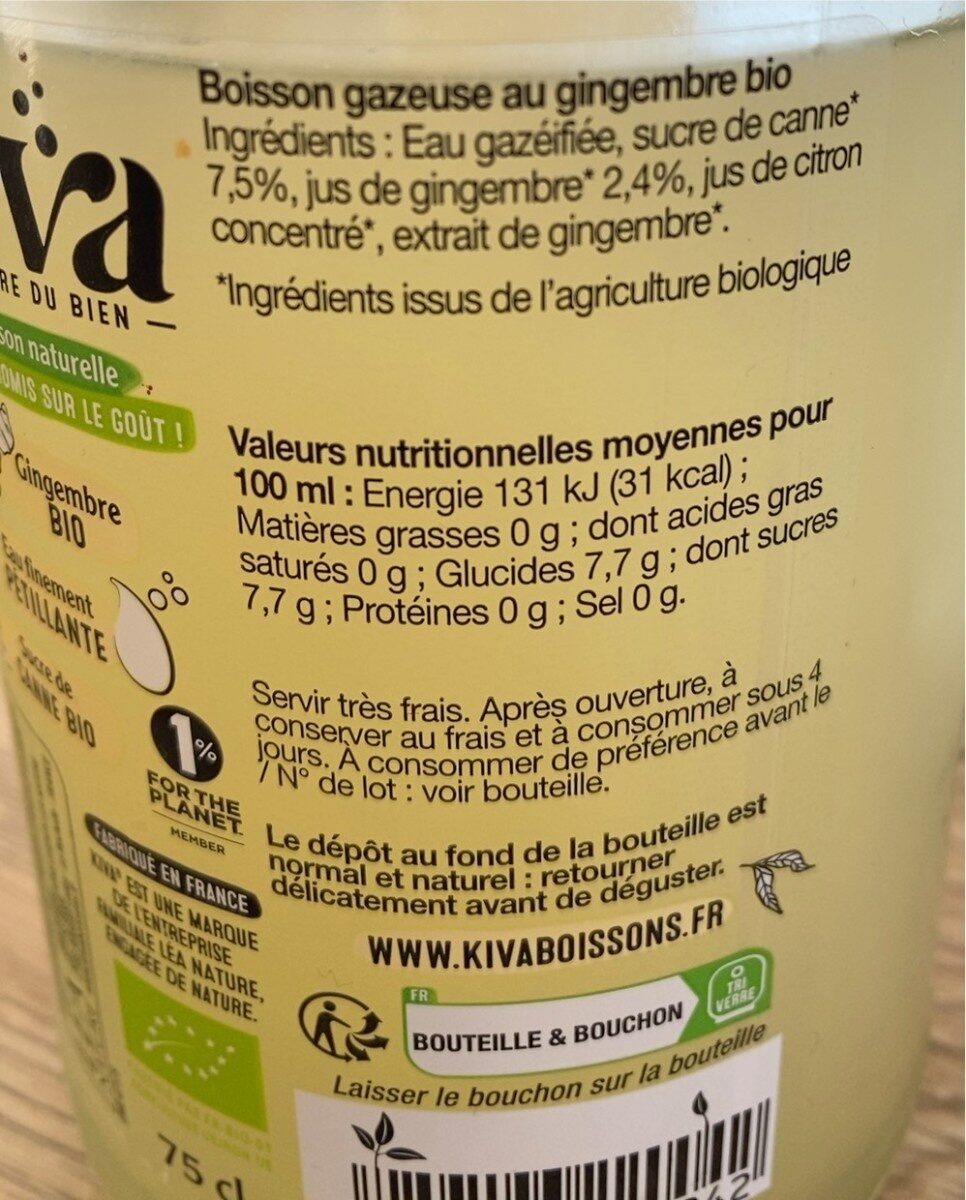 va
RE DU BIEN —
son naturelle
OMIS SUR LE GOÛT !
Gingembre
BIO
Eau finement
PÉTILLANTE
Sucre de
CANNE BIO
1%
FOR THE
PLANET
MEMBER
FABRIQUÉ EN FRANCE
KIVA® EST UNE MARQUE
DE L'ENTREPRISE
FAMILIALE LÉA NATURE,
ENGAGÉE DE NATURE.
75 cl
Boisson gazeuse au gingembre bio
Ingrédients : Eau gazéifiée, sucre de canne*
7,5%, jus de gingembre* 2,4%, jus de citron
concentré*, extrait de gingembre*.
*Ingrédients issus de l'agriculture biologique
Valeurs nutritionnelles moyennes pour
100 ml : Energie 131 kJ (31 kcal) ;
Matières grasses 0 g ; dont acides gras
saturés 0 g ; Glucides 7,7 g ; dont sucres
7,7 g ; Protéines 0 g ; Sel 0 g.
Servir très frais. Après ouverture, à
conserver au frais et à consommer sous 4
jours. À consommer de préférence avant le
/ N° de lot : voir bouteille.
Le dépôt au fond de la bouteille est
normal et naturel : retourner
délicatement avant de déguster.
WWW.KIVABOISSONS.FR
FR
BOUTEILLE & BOUCHON
TRI
VERRE
Laisser le bouchon sur la bouteille